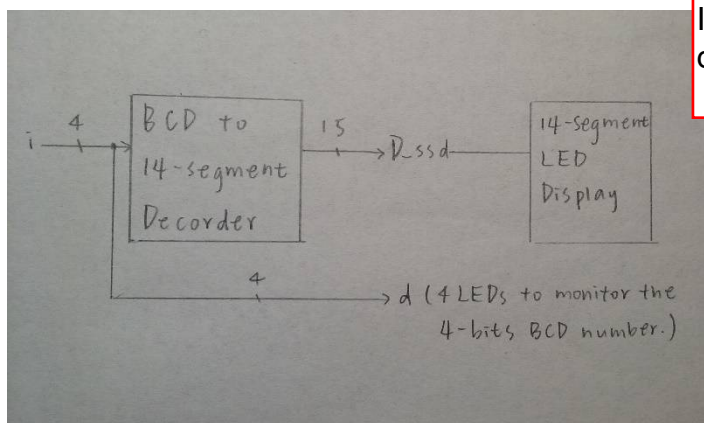 i
4
BCD to
14-segment
Decorder
15
D_ssd
14-segment
LED
Display
4
d (4 LEDs to monitor the
4-bits BCD number.)